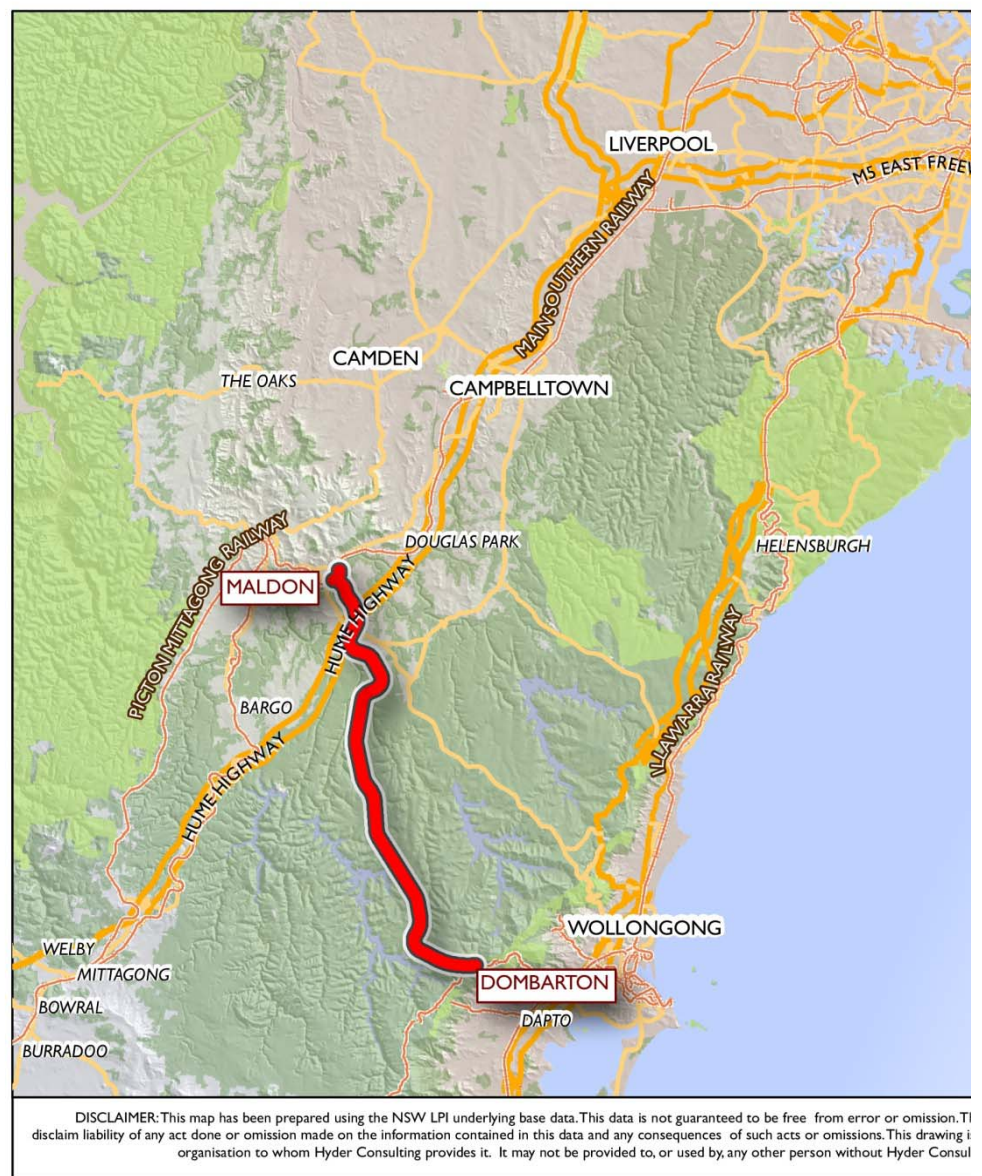 LIVERPOOL
M5 EAST FREEW
MAIN SOUTHERN RAILWAY
CAMDEN
THE OAKS
CAMPBELLTOWN
DOUGLAS PARK
HELENSBURGH
MALDON
PICTON MITTAGONG RAILWAY
HUME HIGHWAY
BARGO
ILLAWARRA RAILWAY
HUME HIGHWAY
WOLLONGONG
WELBY
MITTAGONG
DOMBARTON
BOWRAL
DAPTO
BURRADOO
DISCLAIMER: This map has been prepared using the NSW LPI underlying base data. This data is not guaranteed to be free from error or omission. Th
disclaim liability of any act done or omission made on the information contained in this data and any consequences of such acts or omissions. This drawing is
organisation to whom Hyder Consulting provides it. It may not be provided to, or used by, any other person without Hyder Consul